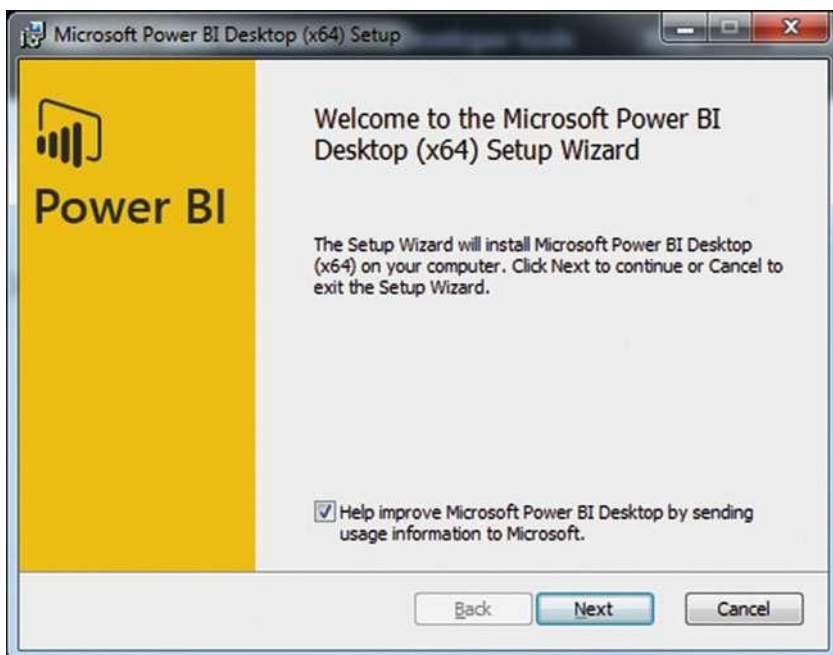 Microsoft Power BI Desktop (x64) Setup
Power BI
Welcome to the Microsoft Power BI
Desktop (x64) Setup Wizard
The Setup Wizard will install Microsoft Power BI Desktop
(x64) on your computer. Click Next to continue or Cancel to
exit the Setup Wizard.
Help improve Microsoft Power BI Desktop by sending
usage information to Microsoft.
Back Next Cancel